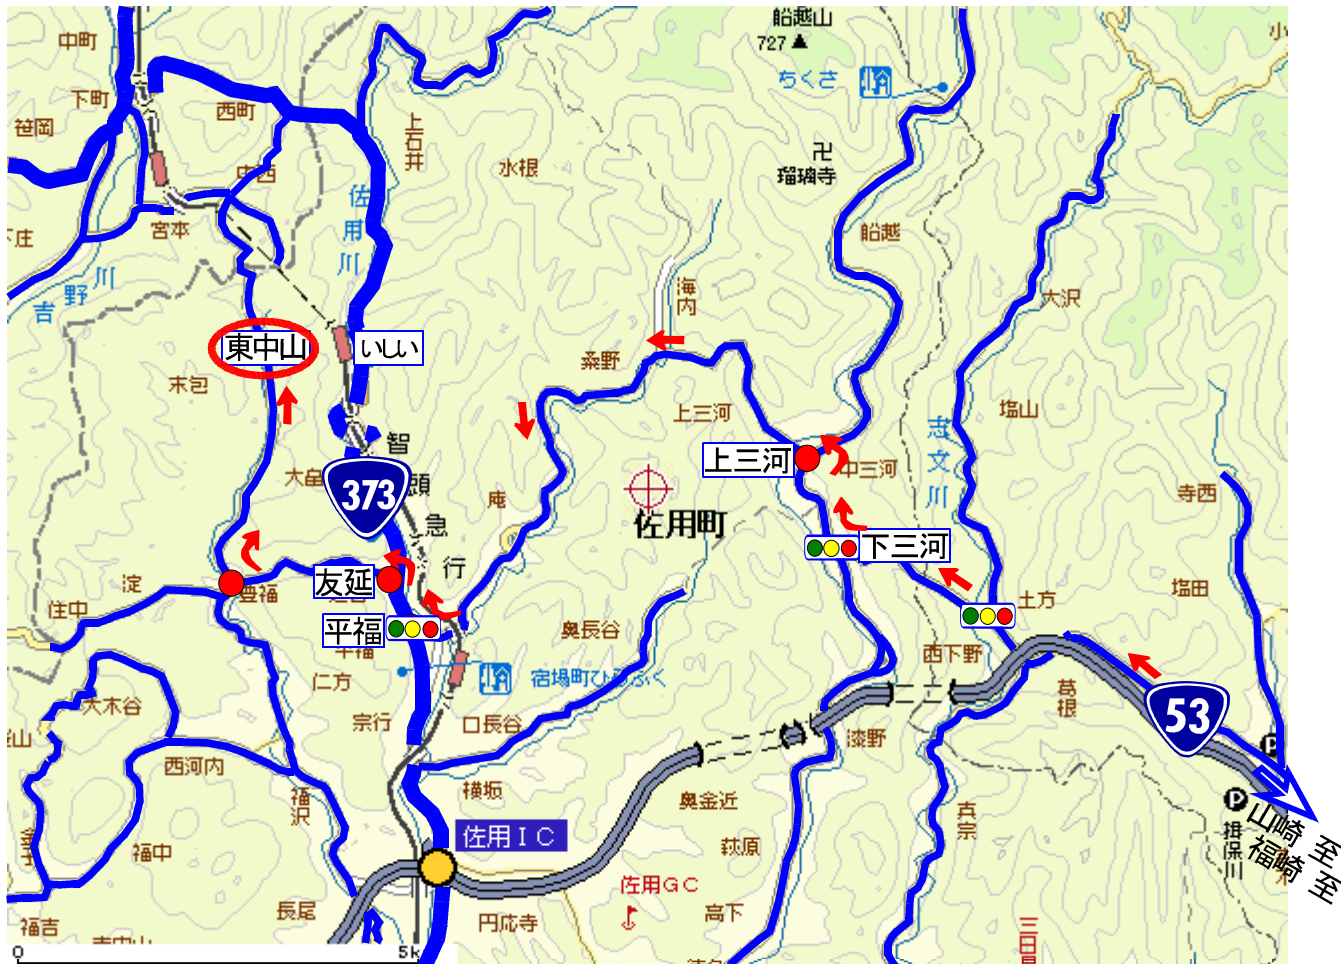 船越山
727
中町
ちくさ
下町
西町
笹岡
上石井
水根
中西
瑠璃寺
佐用川
宮本
船越
下庄
野川
吉
海内
大沢
東中山
いしい
桑野
末包
上三河
塩山
智頭急行
志文川
上三河
中三河
大畠
373
庵
寺西
佐用町
下三河
淀
友延
豊福
塩田
住中
土方
平福
奥長谷
平福
西下野
仁方
宿場町ひらふく
大木谷
葛根
宗行
口長谷
53
山
漆野
西河内
横坂
福沢
奥金近
P
P
山崎 至
福崎 至
揖保川
真宗
佐用IC
福中
萩原
佐用GC
長尾
高下
福吉
円応寺
0
5k